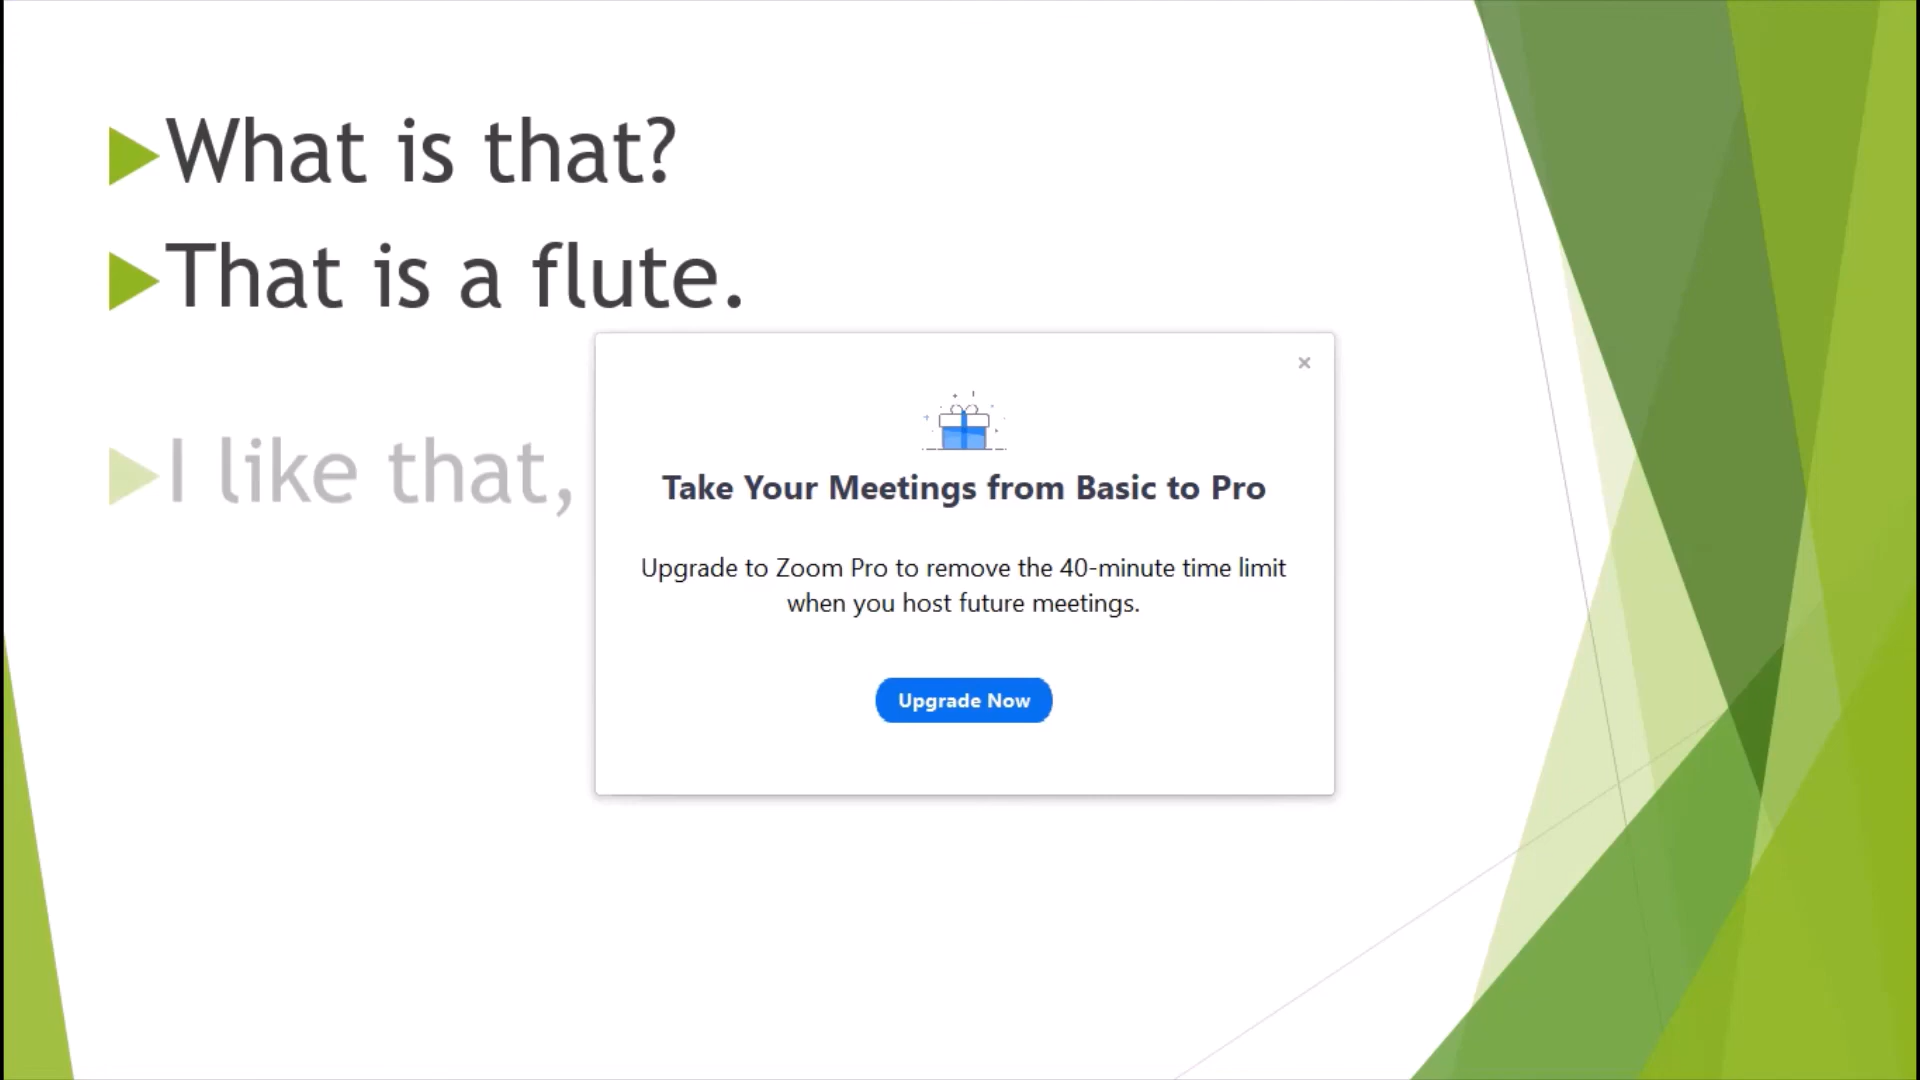 What is that?
That is a flute.
I like that,
Take Your Meetings from Basic to Pro
Upgrade to Zoom Pro to remove the 40-minute time limit
when you host future meetings.
Upgrade Now